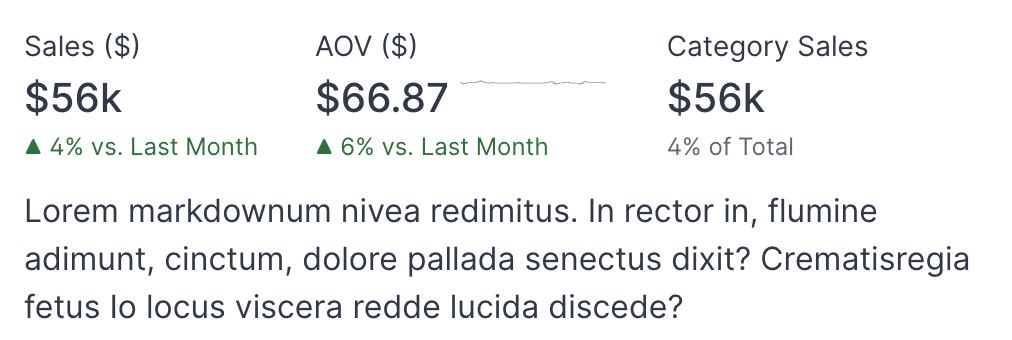 Sales ($)
AOV ($)
Category Sales
$56k
$66.87
$56k
▲ 4% vs. Last Month
▲ 6% vs. Last Month
4% of Total
Lorem markdownum nivea redimitus. In rector in, flumine
adimunt, cinctum, dolore pallada senectus dixit? Crematisregia
fetus Io locus viscera redde lucida discede?